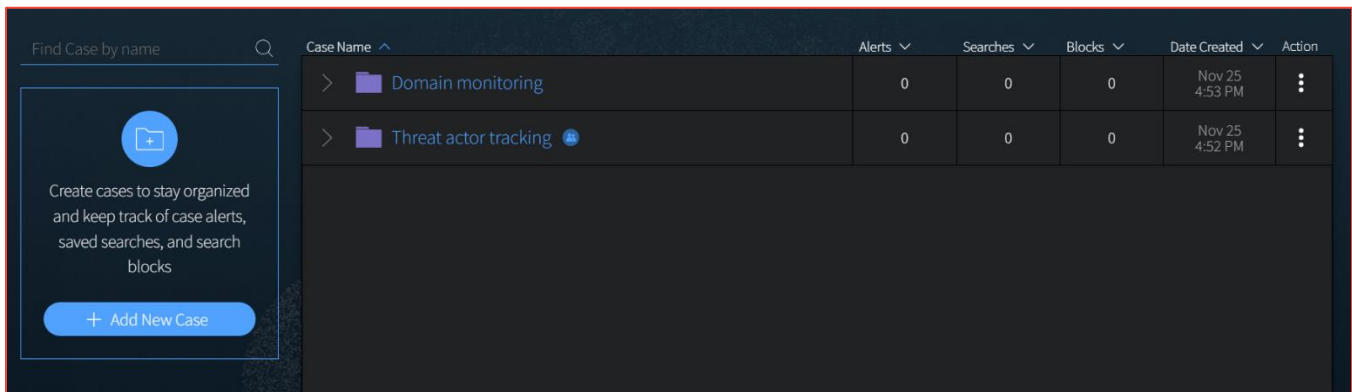 Find Case by name
Case Name Alerts Searches Blocks Date Created Action
Domain monitoring 0 0 0 Nov 25 4:53 PM
Threat actor tracking 0 0 0 Nov 25 4:52 PM
Create cases to stay organized
and keep track of case alerts,
saved searches, and search
blocks
+ Add New Case